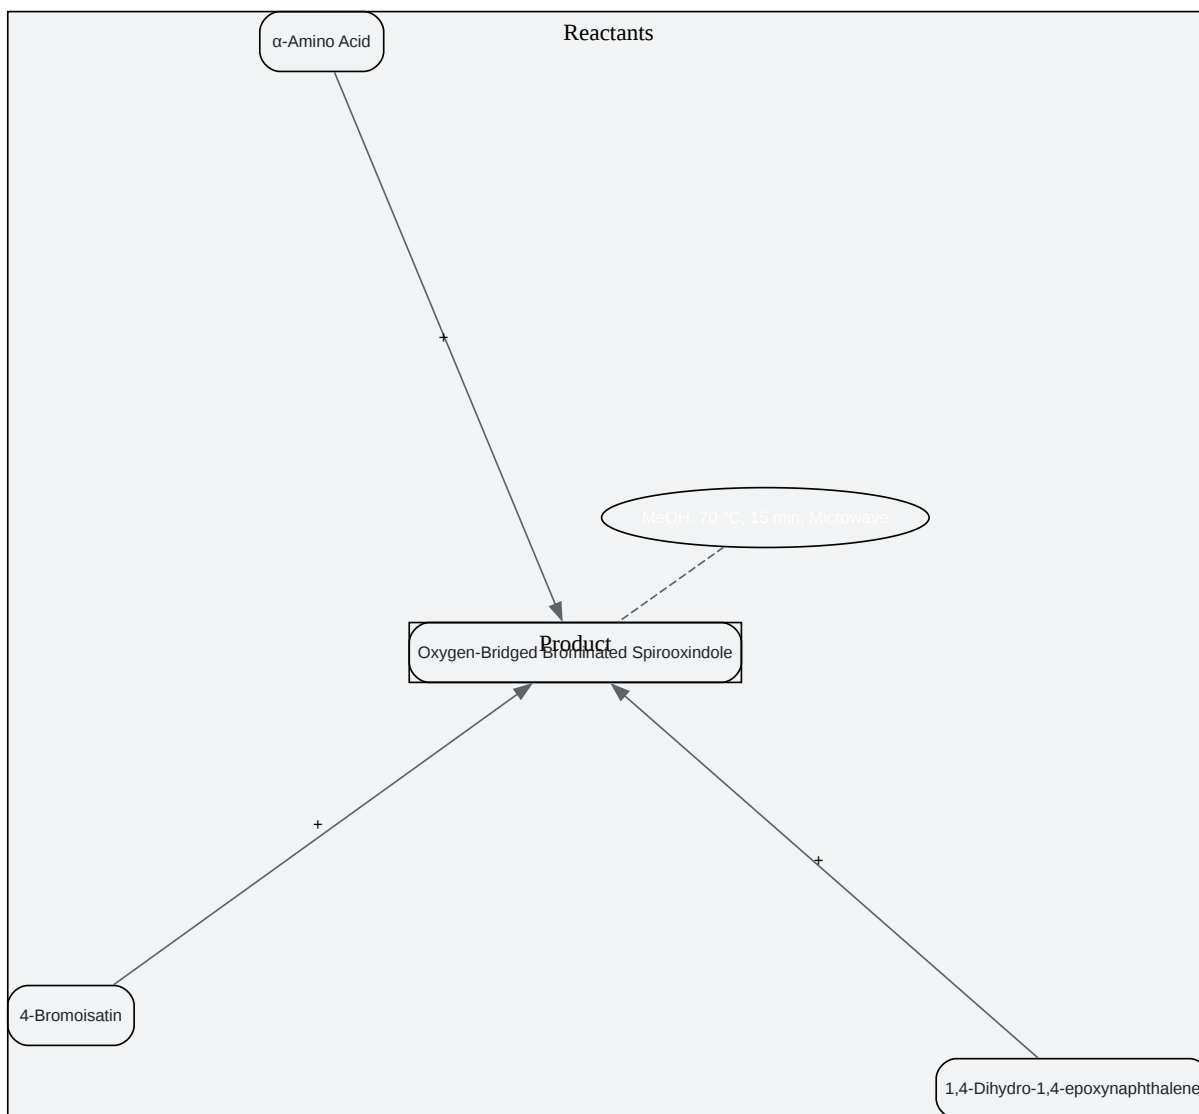 α-Amino Acid
Reactants
+
MeOH, 70 °C, 15 min, Microwave
Product
Oxygen-Bridged Brominated Spirooxindole
+
+
4-Bromoisatin
1,4-Dihydro-1,4-epoxynaphthalene